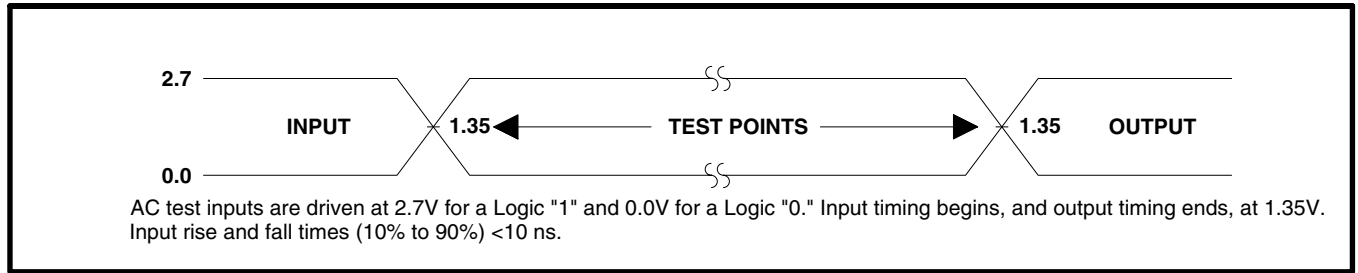 2.7
INPUT 1.35 TEST POINTS 1.35 OUTPUT
0.0
AC test inputs are driven at 2.7V for a Logic "1" and 0.0V for a Logic "0." Input timing begins, and output timing ends, at 1.35V.
Input rise and fall times (10% to 90%) <10 ns.